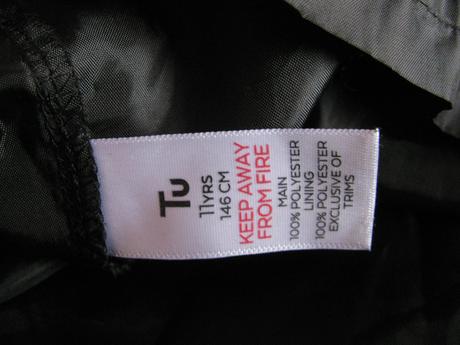 Tu
11YRS
146 CM
KEEP AWAY
FROM FIRE
MAIN
100% POLYESTER
LINING
100% POLYESTER
EXCLUSIVE OF
TRIMS